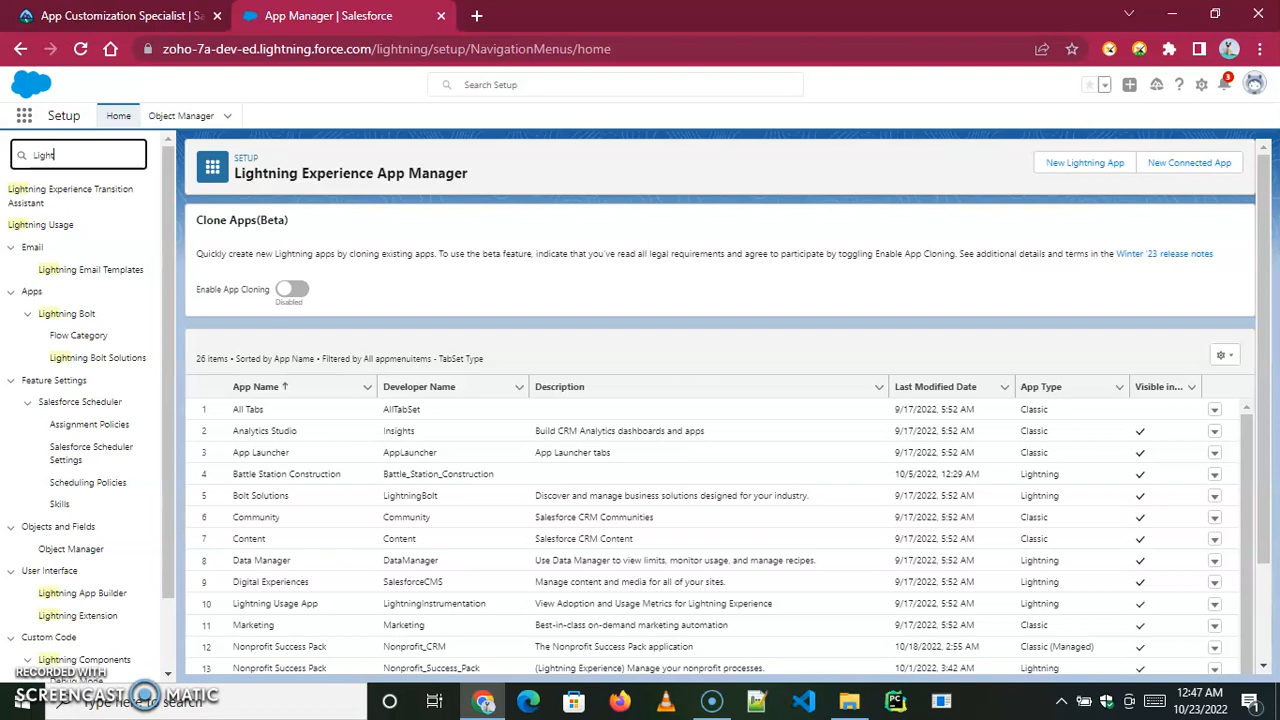 App Customization Specialist | Sa
App Manager | Salesforce
zoho-7a-dev-ed.lightning.force.com/lightning/setup/NavigationMenus/home
Search Setup
3
Setup
Home
Object Manager
Light
Lightning Experience Transition
Assistant
Lightning Usage
Email
Lightning Email Templates
Apps
Lightning Bolt
Flow Category
Lightning Bolt Solutions
Feature Settings
Salesforce Scheduler
Assignment Policies
Salesforce Scheduler
Settings
Scheduling Policies
Skills
Objects and Fields
Object Manager
User Interface
Lightning App Builder
Lightning Extension
Custom Code
Lightning Components
Debug Mode
SETUP
Lightning Experience App Manager
New Lightning App
New Connected App
Clone Apps(Beta)
Quickly create new Lightning apps by cloning existing apps. To use the beta feature, indicate that you've read all legal requirements and agree to participate by toggling Enable App Cloning. See additional details and terms in the Winter '23 release notes
Enable App Cloning
Disabled
26 items • Sorted by App Name • Filtered by All appmenuitems - TabSet Type
App Name ↑ Developer Name Description Last Modified Date App Type Visible in...
1 All Tabs AllTabSet 9/17/2022, 5:52 AM Classic
2 Analytics Studio Insights Build CRM Analytics dashboards and apps 9/17/2022, 5:52 AM Classic
3 App Launcher AppLauncher App Launcher tabs 9/17/2022, 5:52 AM Classic
4 Battle Station Construction Battle_Station_Construction 10/5/2022, 12:29 AM Lightning
5 Bolt Solutions LightningBolt Discover and manage business solutions designed for your industry. 9/17/2022, 5:52 AM Lightning
6 Community Community Salesforce CRM Communities 9/17/2022, 5:52 AM Classic
7 Content Content Salesforce CRM Content 9/17/2022, 5:52 AM Classic
8 Data Manager DataManager Use Data Manager to view limits, monitor usage, and manage recipes. 9/17/2022, 5:52 AM Lightning
9 Digital Experiences SalesforceCMS Manage content and media for all of your sites. 9/17/2022, 5:52 AM Lightning
10 Lightning Usage App LightningInstrumentation View Adoption and Usage Metrics for Lightning Experience 9/17/2022, 5:52 AM Lightning
11 Marketing Marketing Best-in-class on-demand marketing automation 9/17/2022, 5:52 AM Classic
12 Nonprofit Success Pack Nonprofit_CRM The Nonprofit Success Pack application 10/18/2022, 2:55 AM Classic (Managed)
13 Nonprofit Success Pack Nonprofit_Success_Pack (Lightning Experience) Manage your nonprofit processes. 10/1/2022, 3:42 AM Lightning
RECORDED WITH
SCREENCAST MATIC
Type here to search
12:47 AM
10/23/2022
1